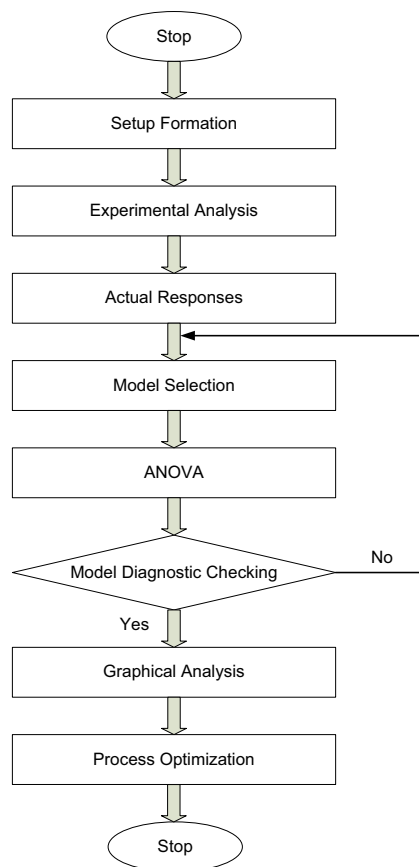 Stop
Setup Formation
Experimental Analysis
Actual Responses
Model Selection
ANOVA
Model Diagnostic Checking
No
Yes
Graphical Analysis
Process Optimization
Stop